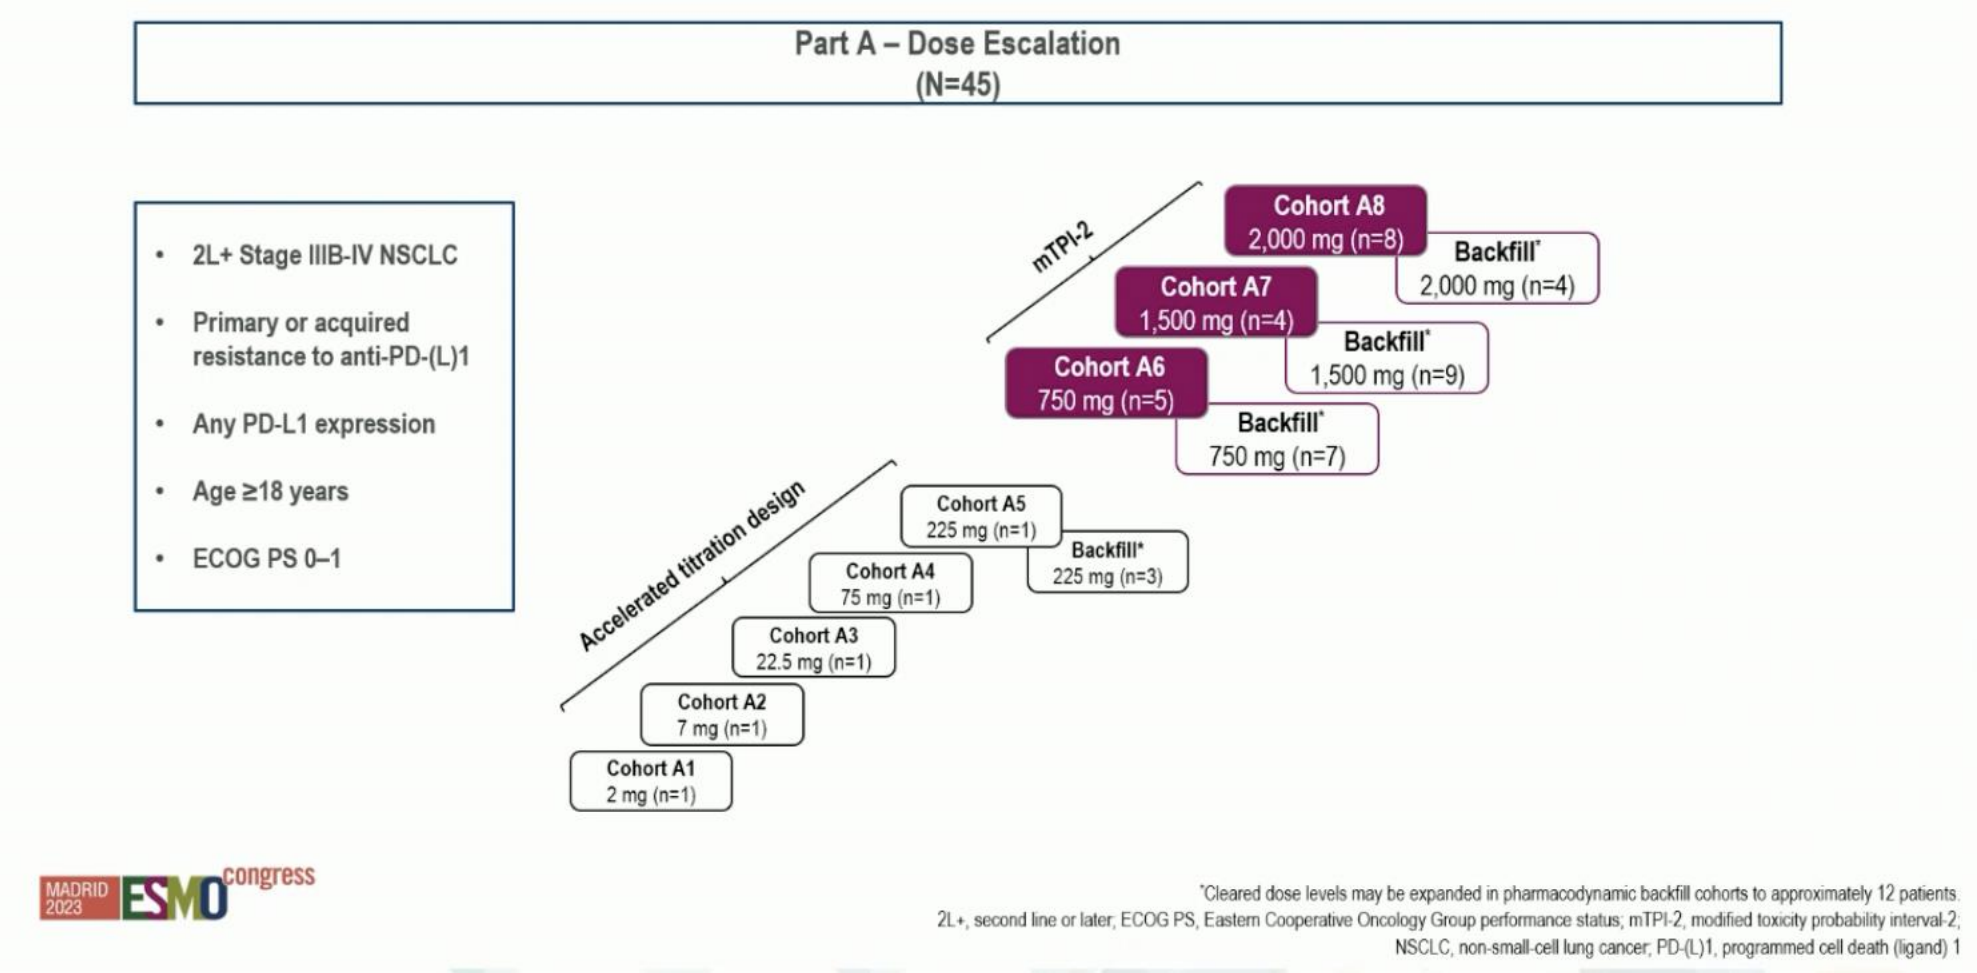 Part A – Dose Escalation
(N=45)
• 2L+ Stage IIIB-IV NSCLC
• Primary or acquired
resistance to anti-PD-(L)1
• Any PD-L1 expression
• Age ≥18 years
• ECOG PS 0–1
mTPI-2
Cohort A8
2,000 mg (n=8)
Backfill*
2,000 mg (n=4)
Cohort A7
1,500 mg (n=4)
Backfill*
1,500 mg (n=9)
Cohort A6
750 mg (n=5)
Backfill*
750 mg (n=7)
Accelerated titration design
Cohort A5
225 mg (n=1)
Backfill*
225 mg (n=3)
Cohort A4
75 mg (n=1)
Cohort A3
22.5 mg (n=1)
Cohort A2
7 mg (n=1)
Cohort A1
2 mg (n=1)
MADRID
2023
ESMO congress
*Cleared dose levels may be expanded in pharmacodynamic backfill cohorts to approximately 12 patients.
2L+, second line or later; ECOG PS, Eastern Cooperative Oncology Group performance status; mTPI-2, modified toxicity probability interval-2;
NSCLC, non-small-cell lung cancer; PD-(L)1, programmed cell death (ligand) 1